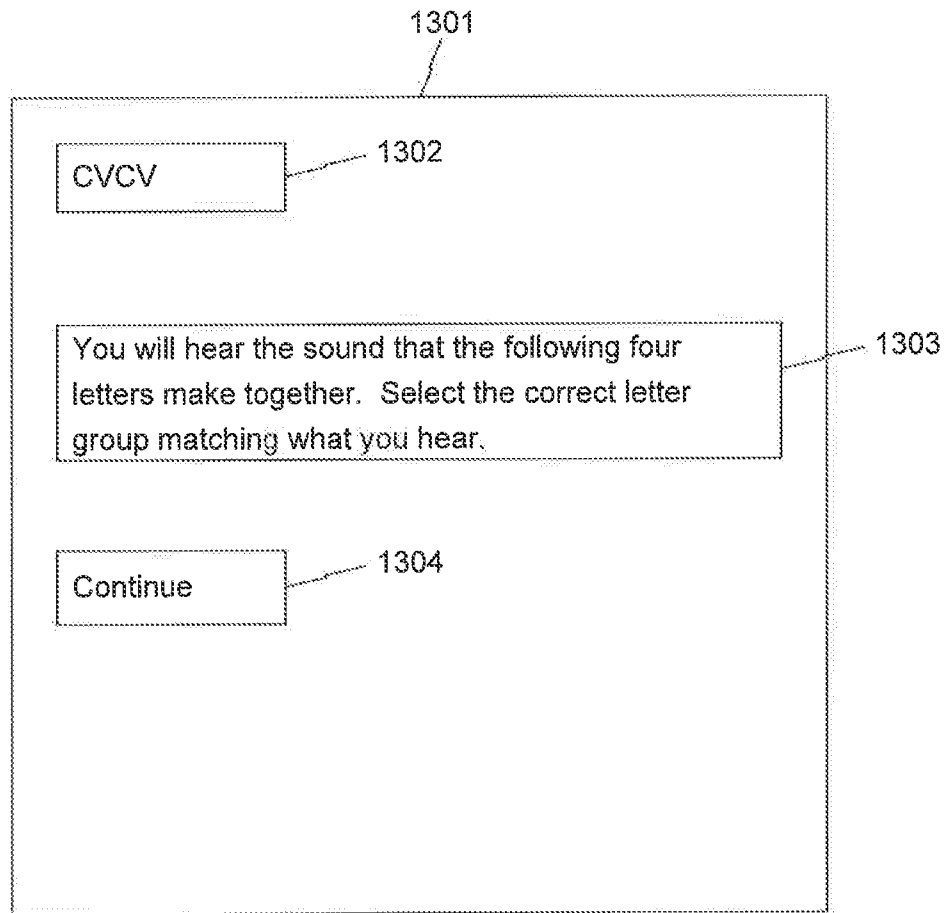 1301
CVCV
1302
You will hear the sound that the following four
letters make together.  Select the correct letter
group matching what you hear.
1303
Continue
1304